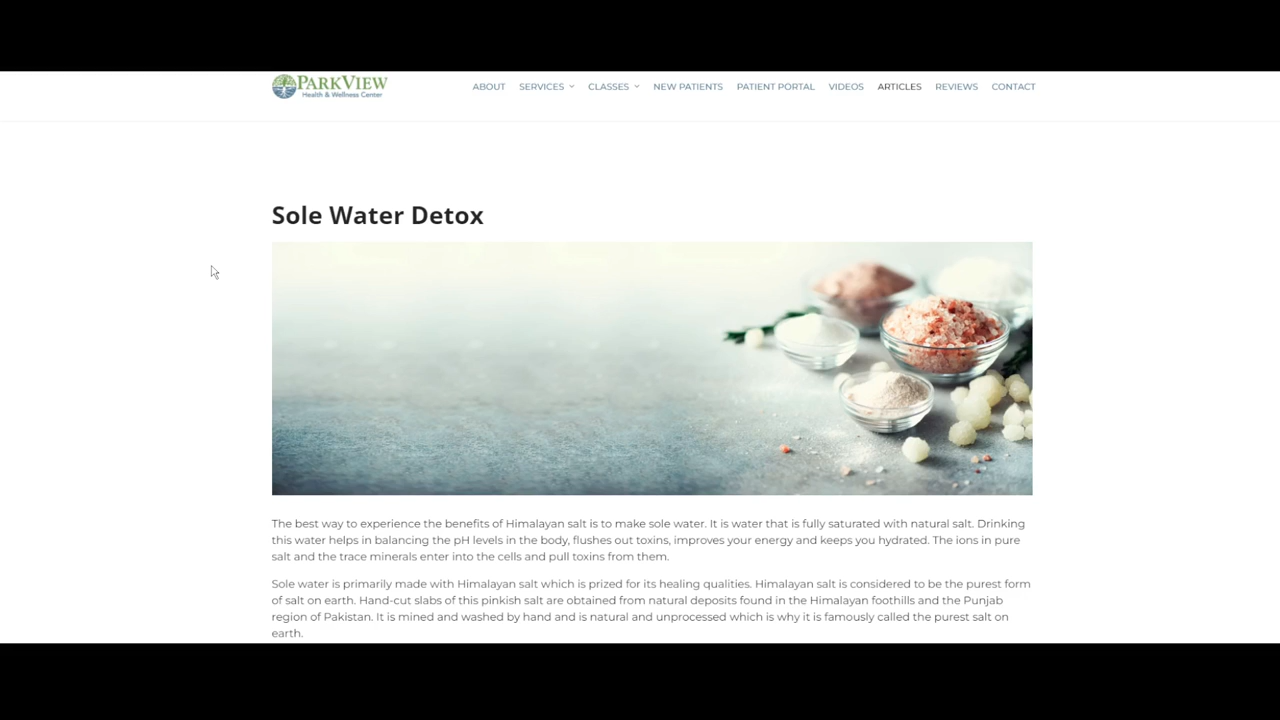 PARKVIEW
Health & Wellness Center
ABOUT SERVICES CLASSES NEW PATIENTS PATIENT PORTAL VIDEOS ARTICLES REVIEWS CONTACT
Sole Water Detox
The best way to experience the benefits of Himalayan salt is to make sole water. It is water that is fully saturated with natural salt. Drinking
this water helps in balancing the pH levels in the body, flushes out toxins, improves your energy and keeps you hydrated. The ions in pure
salt and the trace minerals enter into the cells and pull toxins from them.
Sole water is primarily made with Himalayan salt which is prized for its healing qualities. Himalayan salt is considered to be the purest form
of salt on earth. Hand-cut slabs of this pinkish salt are obtained from natural deposits found in the Himalayan foothills and the Punjab
region of Pakistan. It is mined and washed by hand and is natural and unprocessed which is why it is famously called the purest salt on
earth.